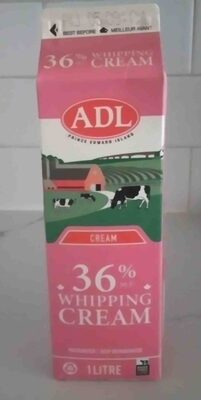 BEST BEFORE MEILLEUR AVANT
36% WHIPPING
CREAM
ADL
PRINCE EDWARD ISLAND
CREAM
36%
M.F.
WHIPPING
CREAM
1 LITRE